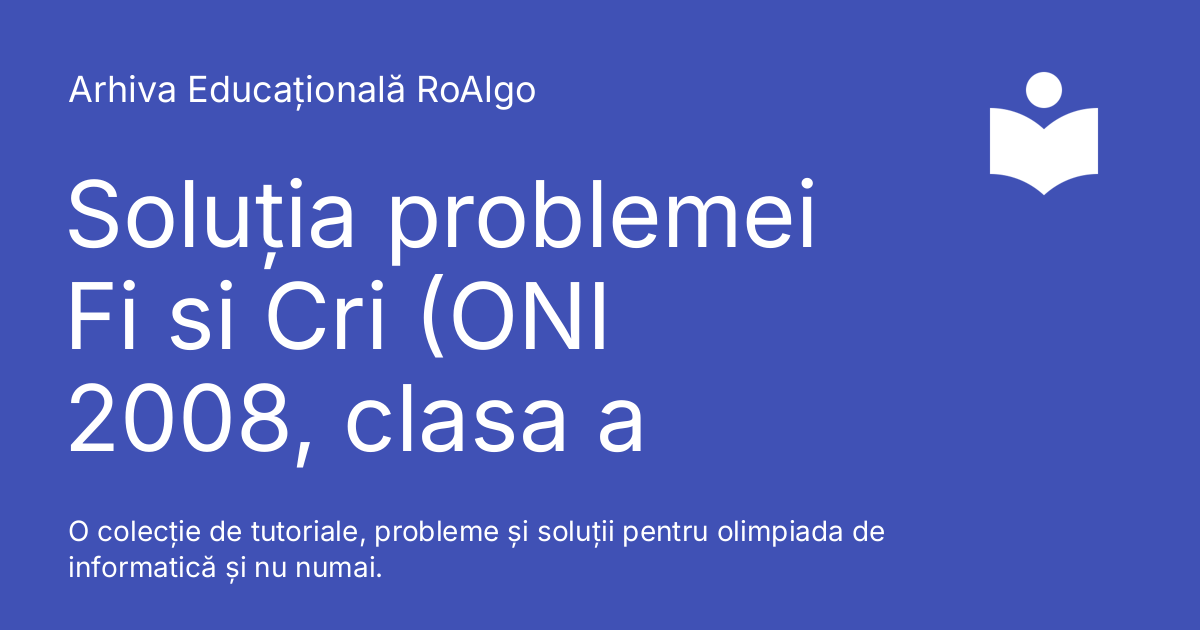 Arhiva Educațională RoAlgo
Soluția problemei
Fi si Cri (ONI
2008, clasa a
O colecție de tutoriale, probleme și soluții pentru olimpiada de
informatică și nu numai.